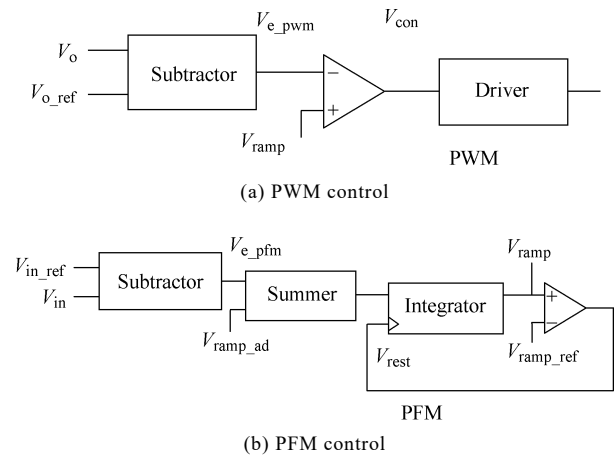 V_e_pwm V_con
V_o
Subtractor
V_o_ref
−
+
Driver
V_ramp
PWM
(a) PWM control
V_e_pfm V_ramp
V_in_ref
V_in
Subtractor
Summer
Integrator
+
−
V_ramp_ad
V_rest
V_ramp_ref
PFM
(b) PFM control